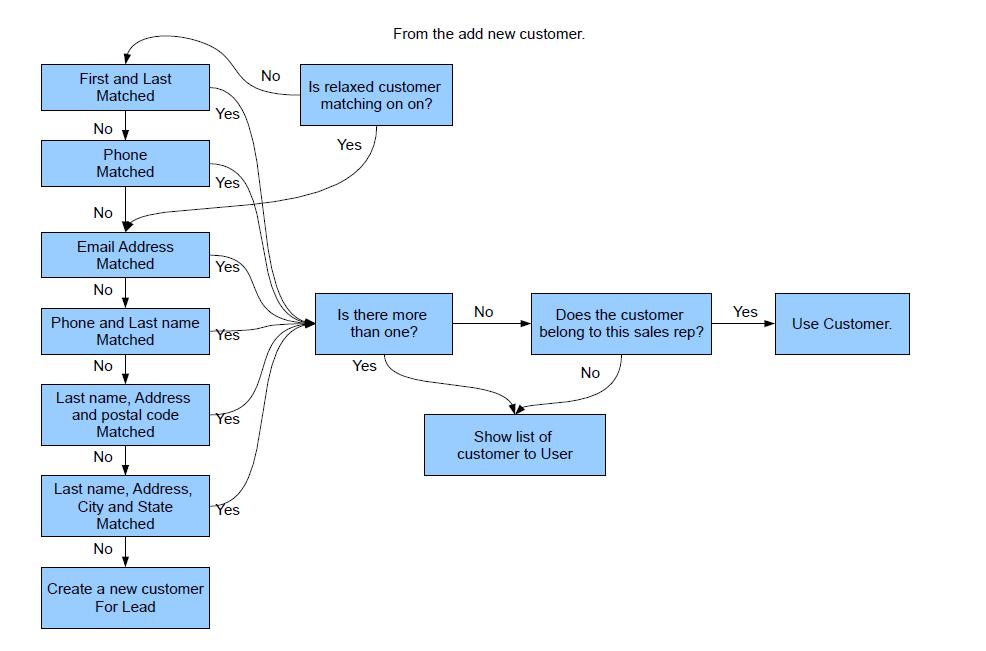 From the add new customer.
Is relaxed customer
matching on on?
No
Yes
First and Last
Matched
Yes
No
Phone
Matched
Yes
No
Email Address
Matched
Yes
No
Phone and Last name
Matched
Yes
No
Last name, Address
and postal code
Matched
Yes
No
Last name, Address,
City and State
Matched
Yes
No
Create a new customer
For Lead
Is there more
than one?
No
Yes
Does the customer
belong to this sales rep?
Yes
No
Use Customer.
Show list of
customer to User